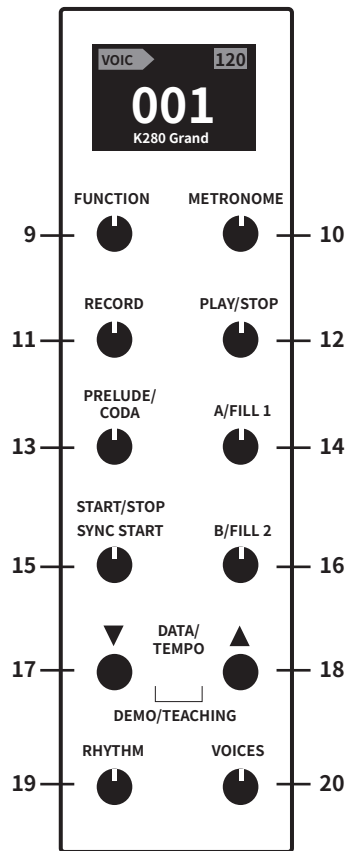 VOIC 120
001
K280 Grand
FUNCTION METRONOME
9 10
RECORD PLAY/STOP
11 12
PRELUDE/
CODA A/FILL 1
13 14
START/STOP
SYNC START B/FILL 2
15 16
▼ DATA/ ▲
TEMPO
17 18
DEMO/TEACHING
RHYTHM VOICES
19 20